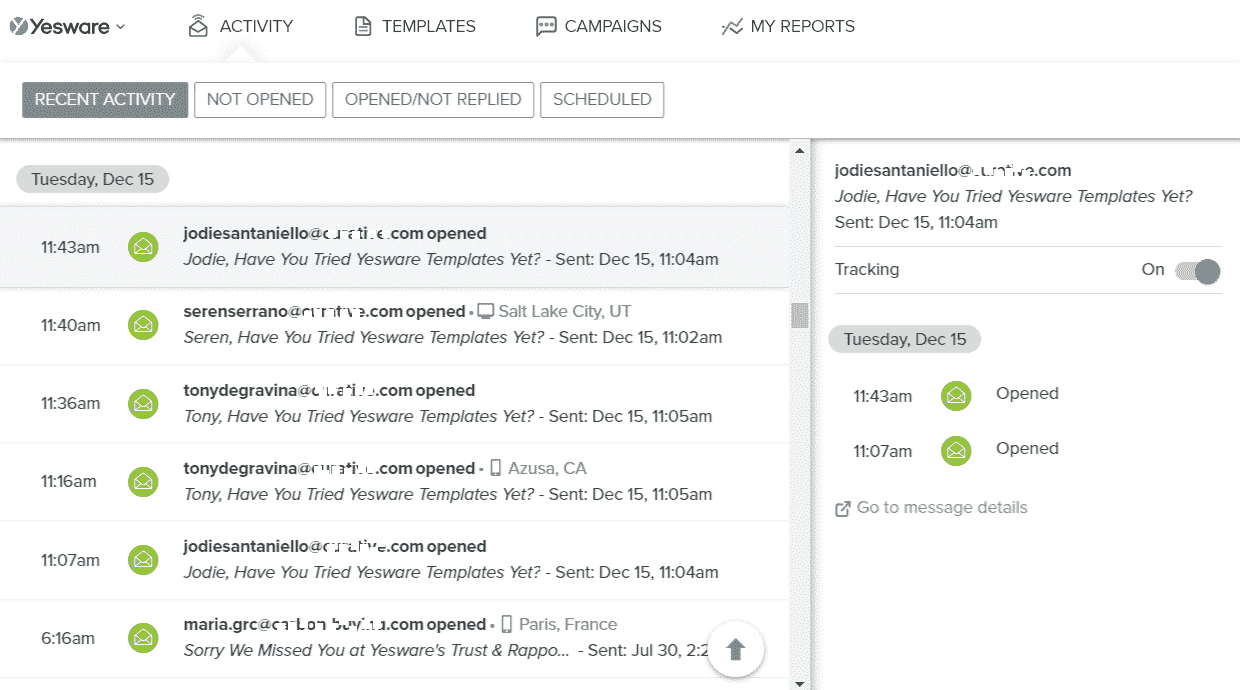 Yesware
ACTIVITY
TEMPLATES
CAMPAIGNS
MY REPORTS
RECENT ACTIVITY
NOT OPENED
OPENED/NOT REPLIED
SCHEDULED
Tuesday, Dec 15
11:43am
jodiesantaniello@ .com opened
Jodie, Have You Tried Yesware Templates Yet? - Sent: Dec 15, 11:04am
11:40am
serenserrano@ .com opened • Salt Lake City, UT
Seren, Have You Tried Yesware Templates Yet? - Sent: Dec 15, 11:02am
11:36am
tonydegravina@ .com opened
Tony, Have You Tried Yesware Templates Yet? - Sent: Dec 15, 11:05am
11:16am
tonydegravina@ .com opened • Azusa, CA
Tony, Have You Tried Yesware Templates Yet? - Sent: Dec 15, 11:05am
11:07am
jodiesantaniello@ .com opened
Jodie, Have You Tried Yesware Templates Yet? - Sent: Dec 15, 11:04am
6:16am
maria.grc@ .com opened • Paris, France
Sorry We Missed You at Yesware's Trust & Rappo... - Sent: Jul 30, 2:2
jodiesantaniello@ .com
Jodie, Have You Tried Yesware Templates Yet?
Sent: Dec 15, 11:04am
Tracking
On
Tuesday, Dec 15
11:43am
Opened
11:07am
Opened
Go to message details